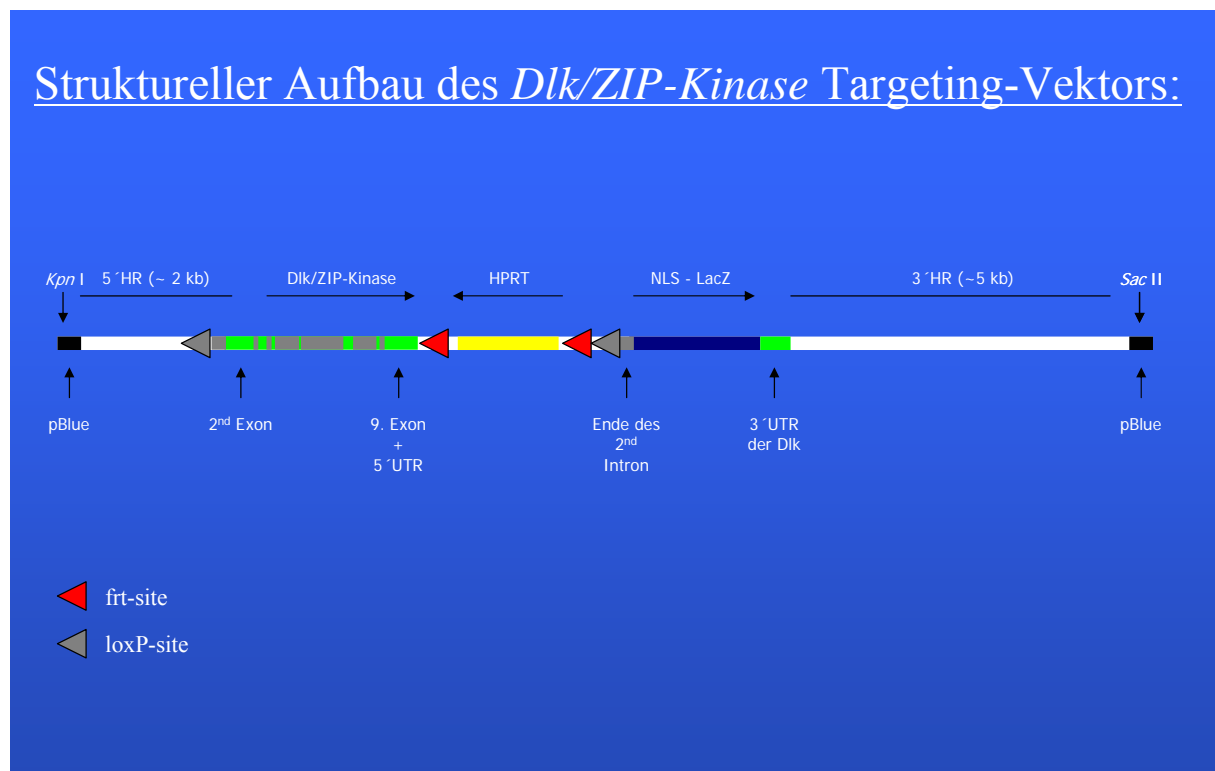 Struktureller Aufbau des Dlk/ZIP-Kinase Targeting-Vektors:
Kpn I 5´HR (~ 2 kb) Dlk/ZIP-Kinase HPRT NLS - LacZ 3´HR (~5 kb) Sac II
pBlue 2nd Exon 9. Exon Ende des 3´UTR pBlue
+ 2nd der Dlk
5´UTR Intron
frt-site
loxP-site